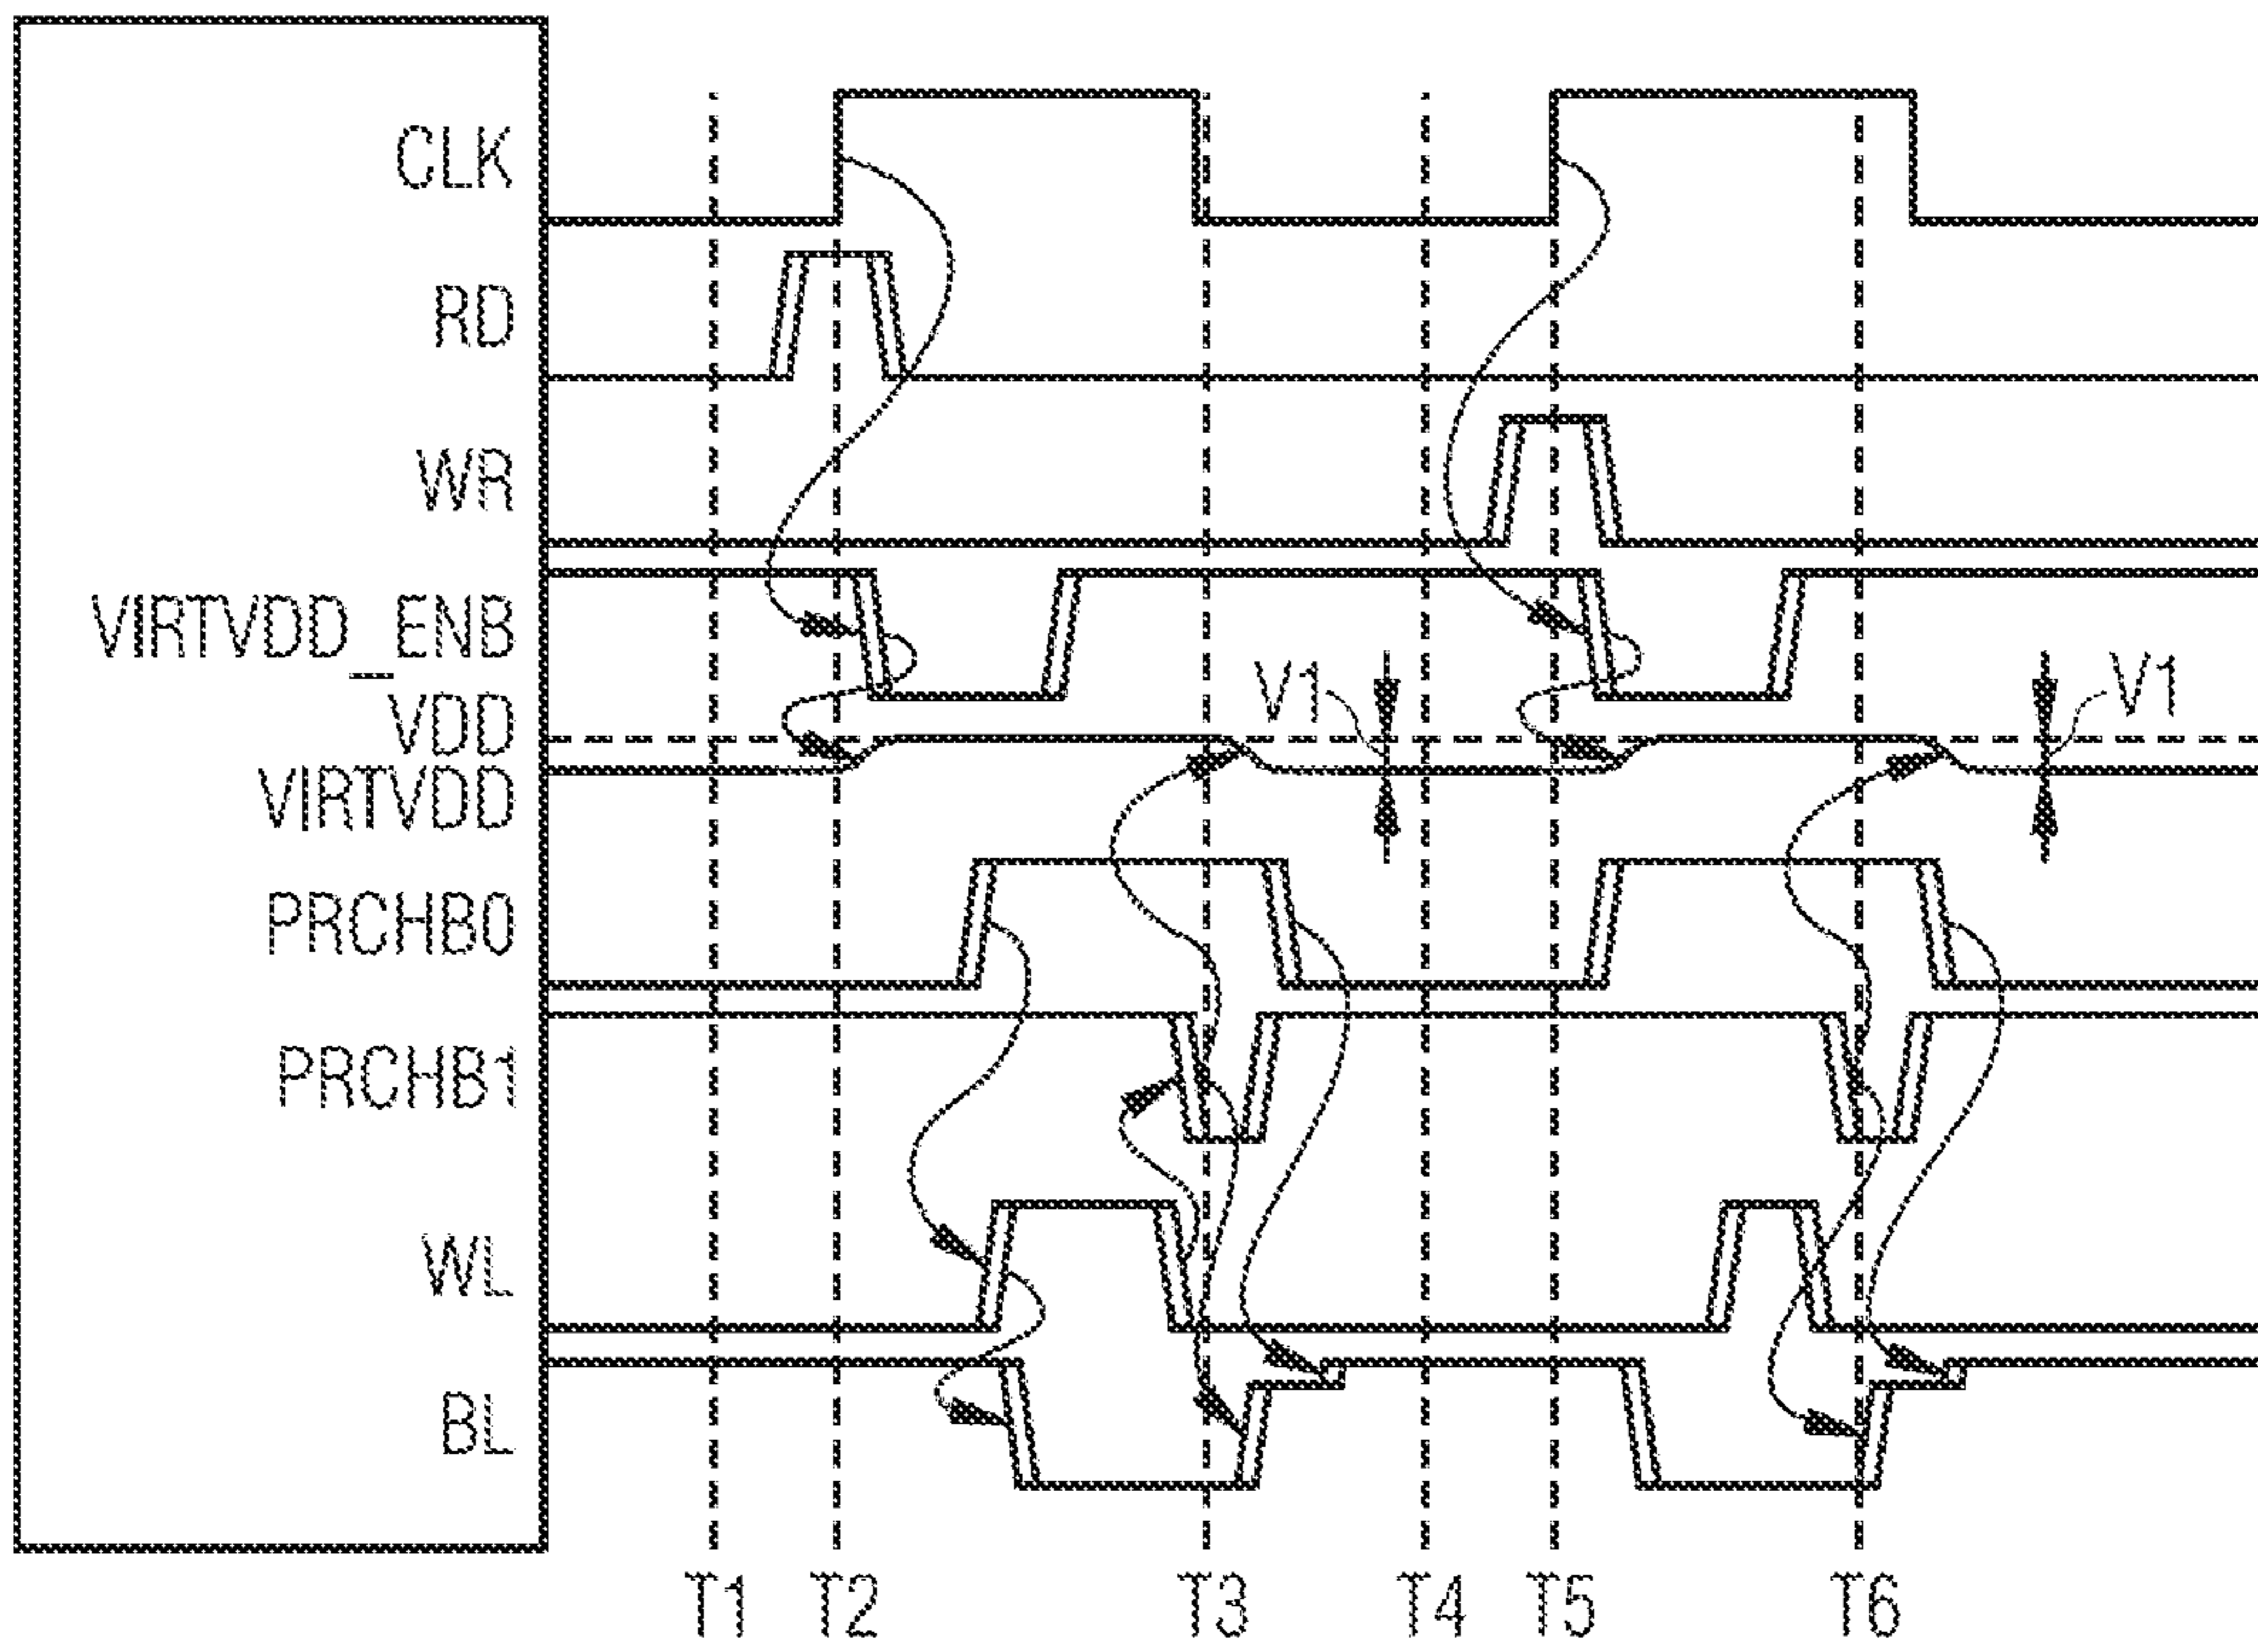 CLK
RD
WR
VIRTVDD_ENB
VDD
V1
V1
VIRTVDD
PRCHB0
PRCHB1
WL
BL
T1 T2 T3 T4 T5 T6